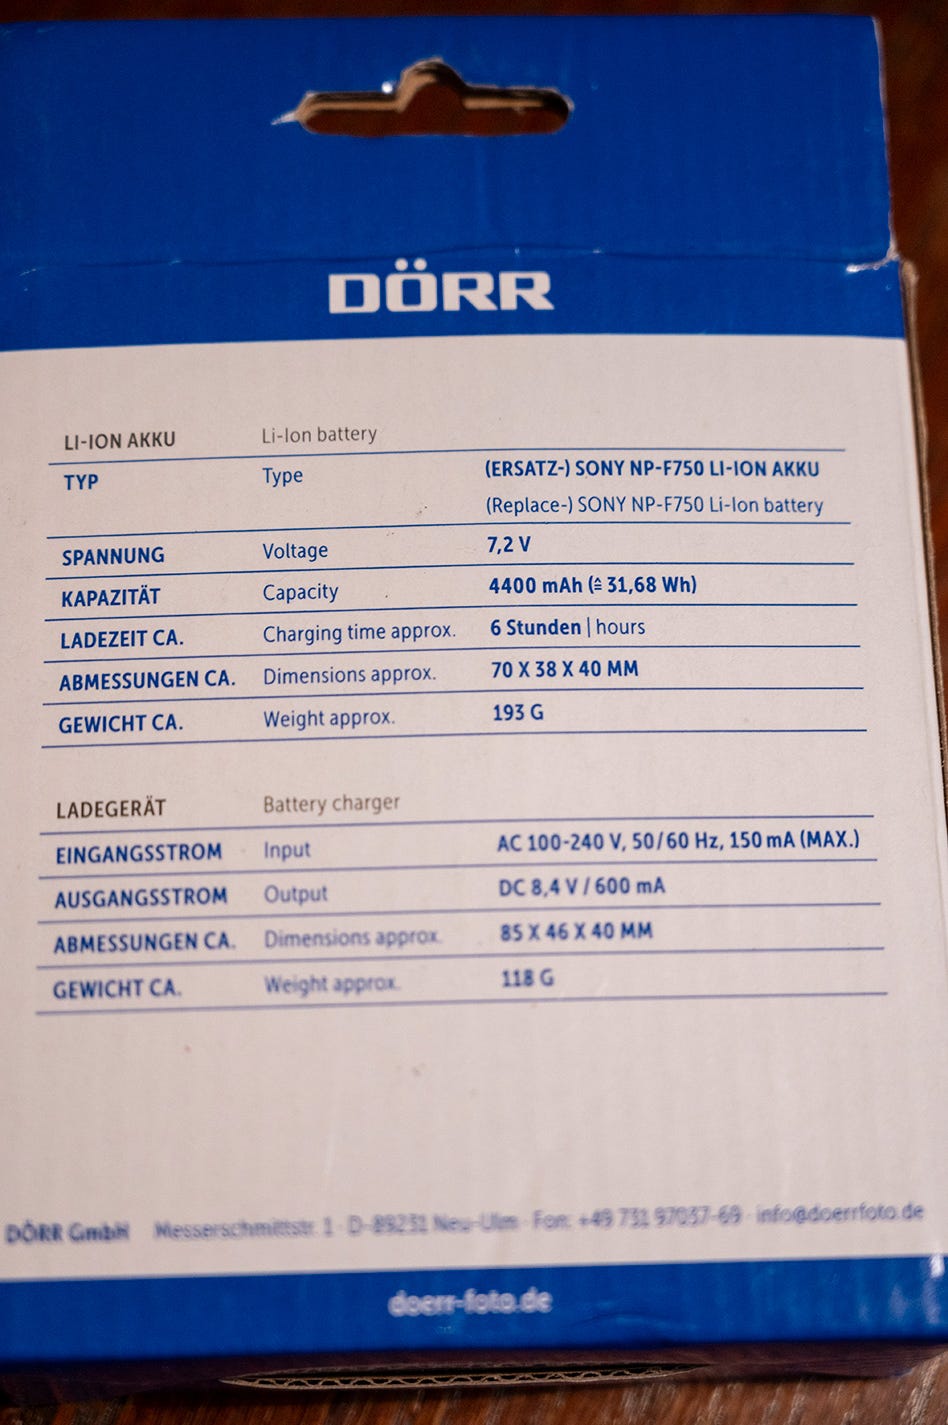 DÖRR
LI-ION AKKU Li-Ion battery
TYP Type (ERSATZ-) SONY NP-F750 LI-ION AKKU
(Replace-) SONY NP-F750 Li-Ion battery
SPANNUNG Voltage 7,2 V
KAPAZITÄT Capacity 4400 mAh (≙ 31,68 Wh)
LADEZEIT CA. Charging time approx. 6 Stunden | hours
ABMESSUNGEN CA. Dimensions approx. 70 X 38 X 40 MM
GEWICHT CA. Weight approx. 193 G
LADEGERÄT Battery charger
EINGANGSSTROM Input AC 100-240 V, 50/60 Hz, 150 mA (MAX.)
AUSGANGSSTROM Output DC 8,4 V / 600 mA
ABMESSUNGEN CA. Dimensions approx. 85 X 46 X 40 MM
GEWICHT CA. Weight approx. 118 G
DÖRR GmbH Messerschmittstr. 1 · D-89231 Neu-Ulm · Fon: +49 731 97037-69 · info@doerrfoto.de
doerr-foto.de